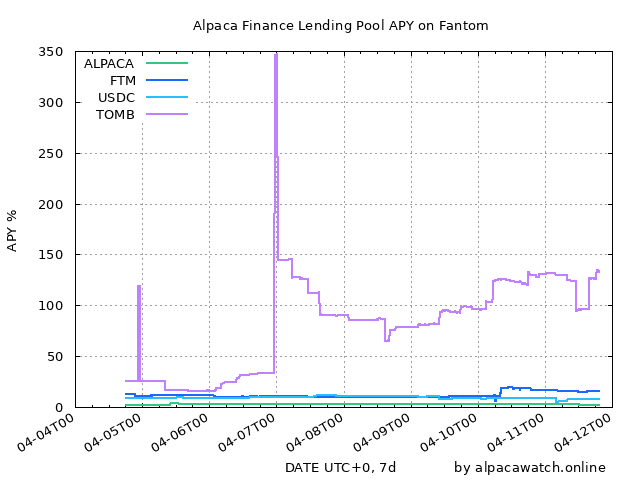 Alpaca Finance Lending Pool APY on Fantom
350
300
250
200
150
100
50
0
APY %
ALPACA
FTM
USDC
TOMB
04-04T00
04-05T00
04-06T00
04-07T00
04-08T00
04-09T00
04-10T00
04-11T00
04-12T00
DATE UTC+0, 7d
by alpacawatch.online